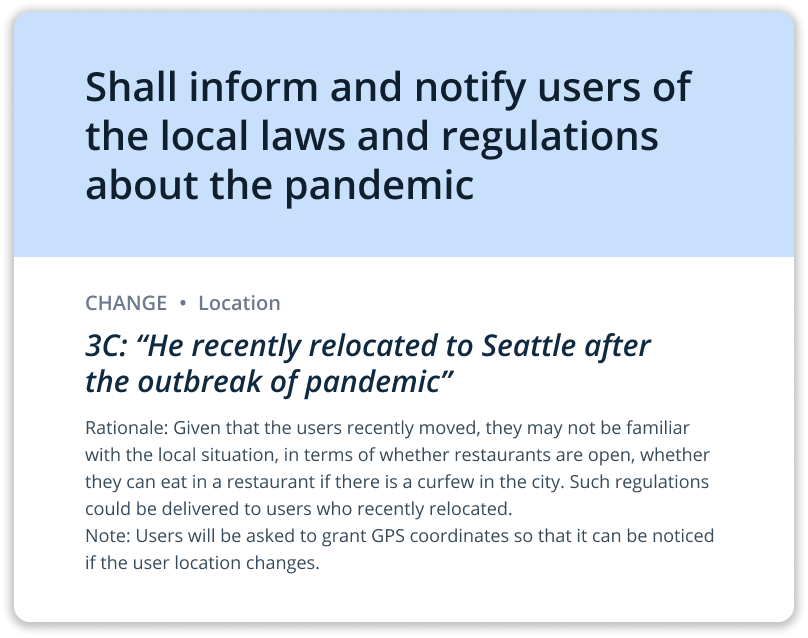 Shall inform and notify users of
the local laws and regulations
about the pandemic
CHANGE • Location
3C: “He recently relocated to Seattle after
the outbreak of pandemic”
Rationale: Given that the users recently moved, they may not be familiar
with the local situation, in terms of whether restaurants are open, whether
they can eat in a restaurant if there is a curfew in the city. Such regulations
could be delivered to users who recently relocated.
Note: Users will be asked to grant GPS coordinates so that it can be noticed
if the user location changes.